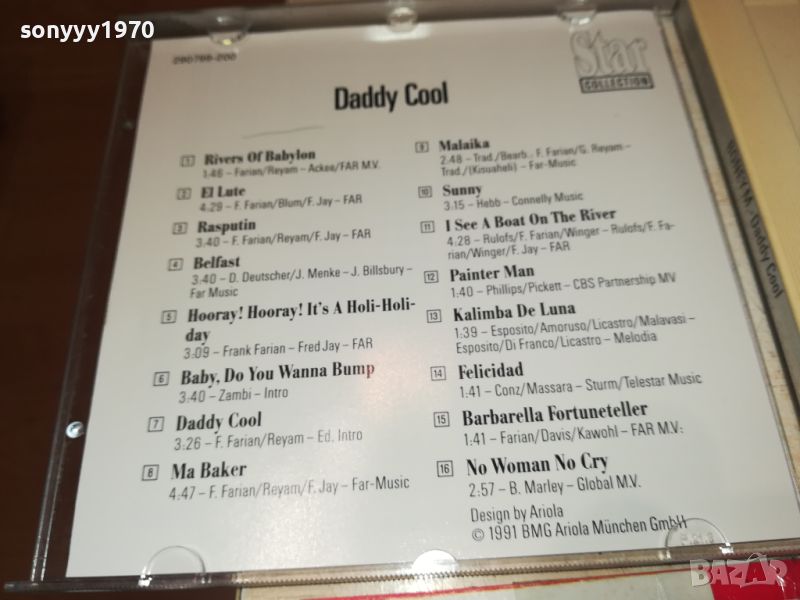 sonyyy1970
Star
COLLECTION
Daddy Cool
1 Rivers Of Babylon
1:46 – Farian/Reyam – Ackee/FAR M.V.
2 El Lute
4:29 – F. Farian/Blum/F. Jay – FAR
3 Rasputin
3:40 – F. Farian/Reyam/F. Jay – FAR
4 Belfast
3:40 – D. Deutscher/J. Menke – J. Billsbury –
Far Music
5 Hooray! Hooray! It's A Holi-Holi-
day
3:09 – Frank Farian – Fred Jay – FAR
6 Baby, Do You Wanna Bump
3:40 – Zambi – Intro
7 Daddy Cool
3:26 – F. Farian/Reyam – Ed. Intro
8 Ma Baker
4:47 – F. Farian/Reyam/F. Jay – Far-Music
9 Malaika
2:48 – Trad./Bearb.. F. Farian/G. Reyam –
Trad./(Kisuaheli) – Far-Music
10 Sunny
3:15 – Hebb – Connelly Music
11 I See A Boat On The River
4:28 – Rulofs/F. Farian/Winger – Rulofs/F. Fa-
rian/Winger/F. Jay – FAR
12 Painter Man
1:40 – Phillips/Pickett – CBS Partnership MV
13 Kalimba De Luna
1:39 – Esposito/Amoruso/Licastro/Malavasi –
Esposito/Di Franco/Licastro – Melodia
14 Felicidad
1:41 – Conz/Massara – Sturm/Telestar Music
15 Barbarella Fortuneteller
1:41 – Farian/Davis/Kawohl – FAR M.V.
16 No Woman No Cry
2:57 – B. Marley – Global M.V.
Design by Ariola
© 1991 BMG Ariola München GmbH
BONEY M. · Daddy Cool
BAZAR
bg